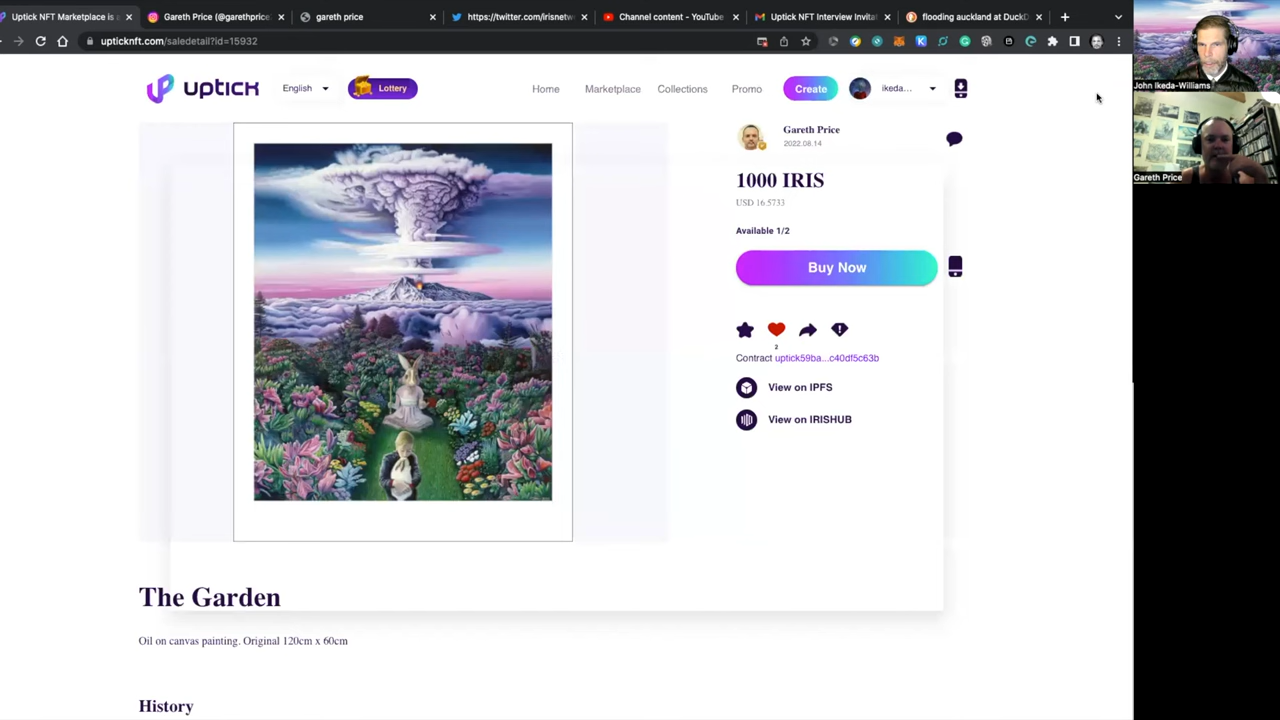 Uptick NFT Marketplace is a
Gareth Price (@garethprice
gareth price
https://twitter.com/irisnetw
Channel content - YouTube
Uptick NFT Interview Invita
flooding auckland at DuckD
upticknft.com/saledetail?id=15932
uptick
English
Lottery
Home
Marketplace
Collections
Promo
Create
ikeda...
John Ikeda-Williams
Gareth Price
Gareth Price
2022.08.14
1000 IRIS
USD 16.5733
Available 1/2
Buy Now
2
Contract uptick59ba...c40df5c63b
View on IPFS
View on IRISHUB
The Garden
Oil on canvas painting. Original 120cm x 60cm
History